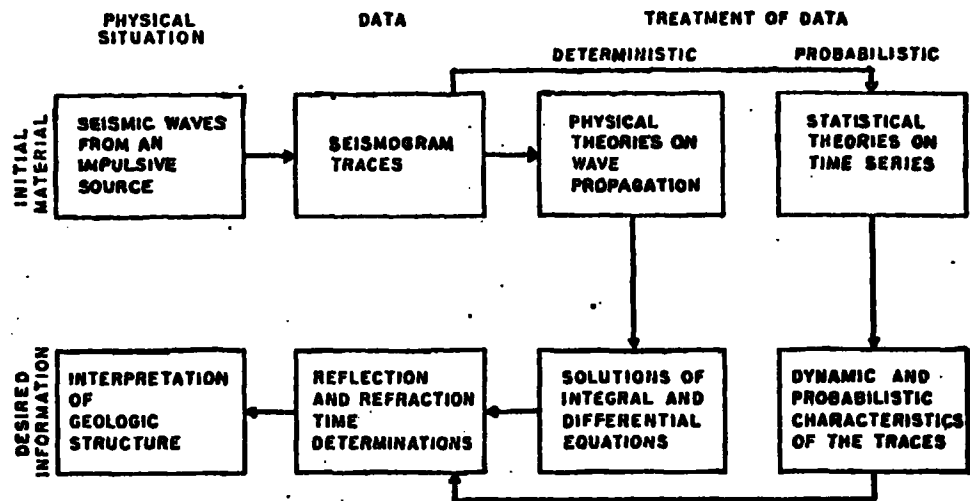 PHYSICAL
SITUATION
DATA
TREATMENT OF DATA
DETERMINISTIC
PROBABILISTIC
INITIAL
MATERIAL
SEISMIC WAVES
FROM AN
IMPULSIVE
SOURCE
SEISMOGRAM
TRACES
PHYSICAL
THEORIES ON
WAVE
PROPAGATION
STATISTICAL
THEORIES ON
TIME SERIES
DESIRED
INFORMATION
INTERPRETATION
OF
GEOLOGIC
STRUCTURE
REFLECTION
AND REFRACTION
TIME
DETERMINATIONS
SOLUTIONS OF
INTEGRAL AND
DIFFERENTIAL
EQUATIONS
DYNAMIC AND
PROBABILISTIC
CHARACTERISTICS
OF THE TRACES